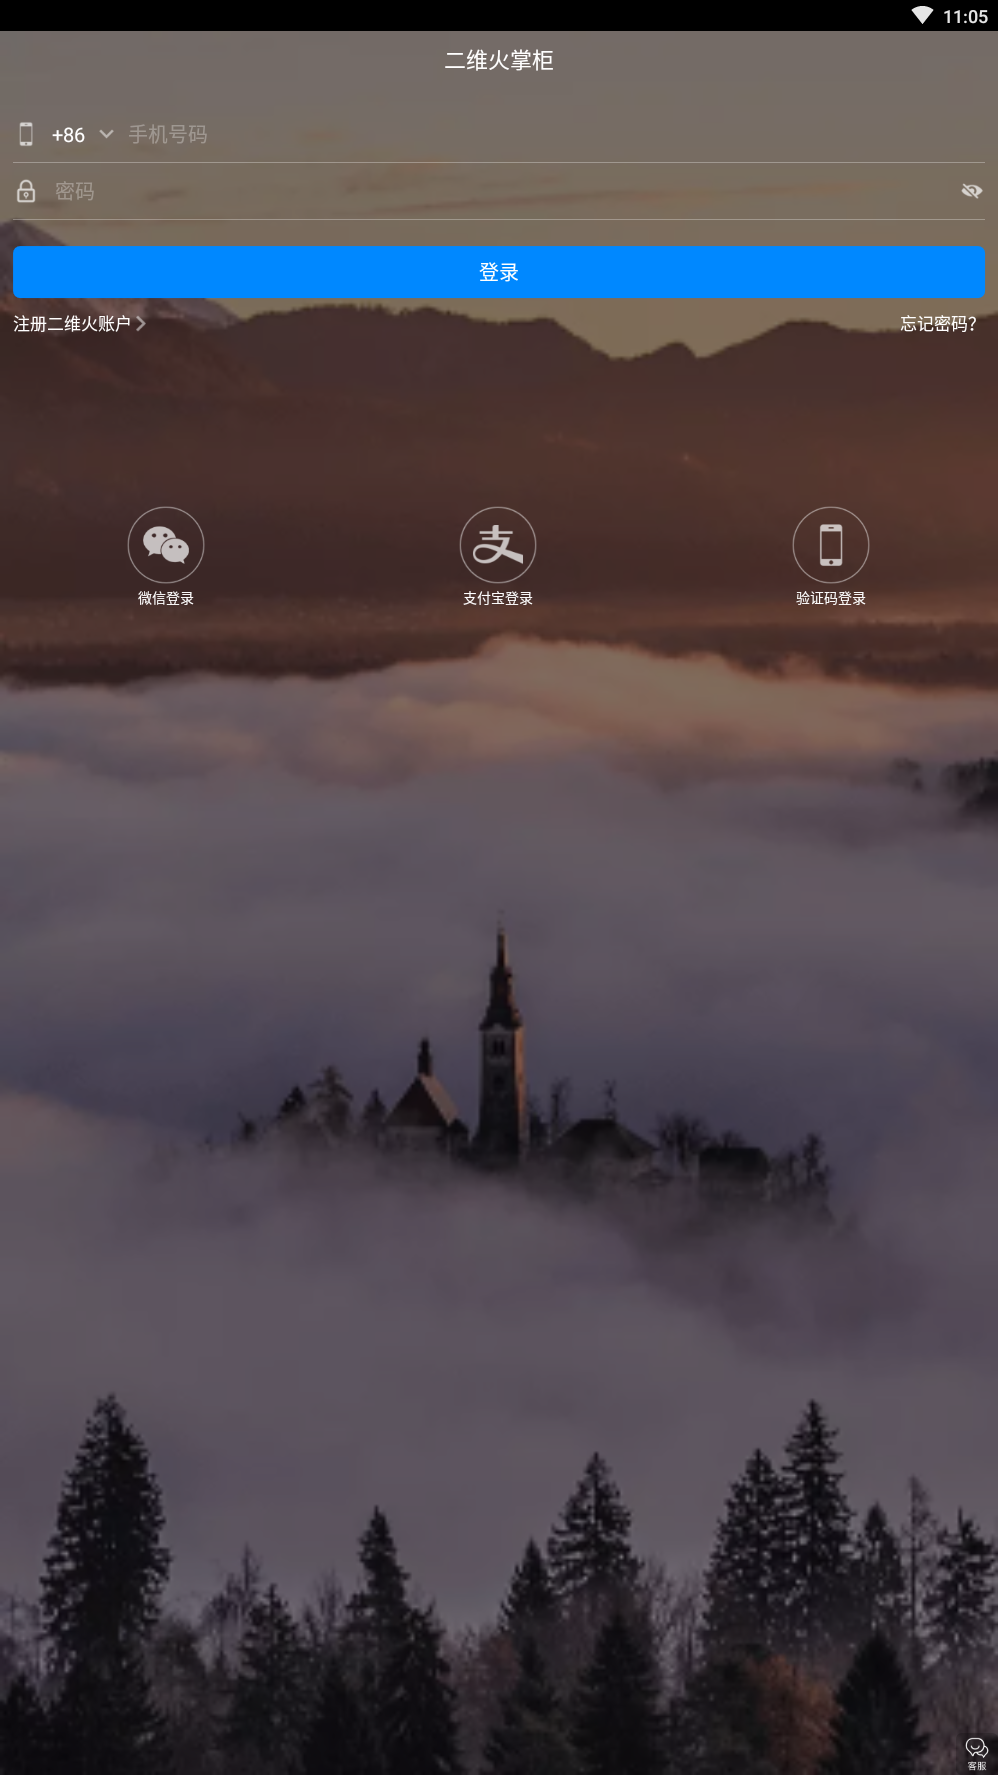 11:05
二维火掌柜
+86 手机号码
密码
登录
注册二维火账户 忘记密码?
微信登录 支付宝登录 验证码登录
客服